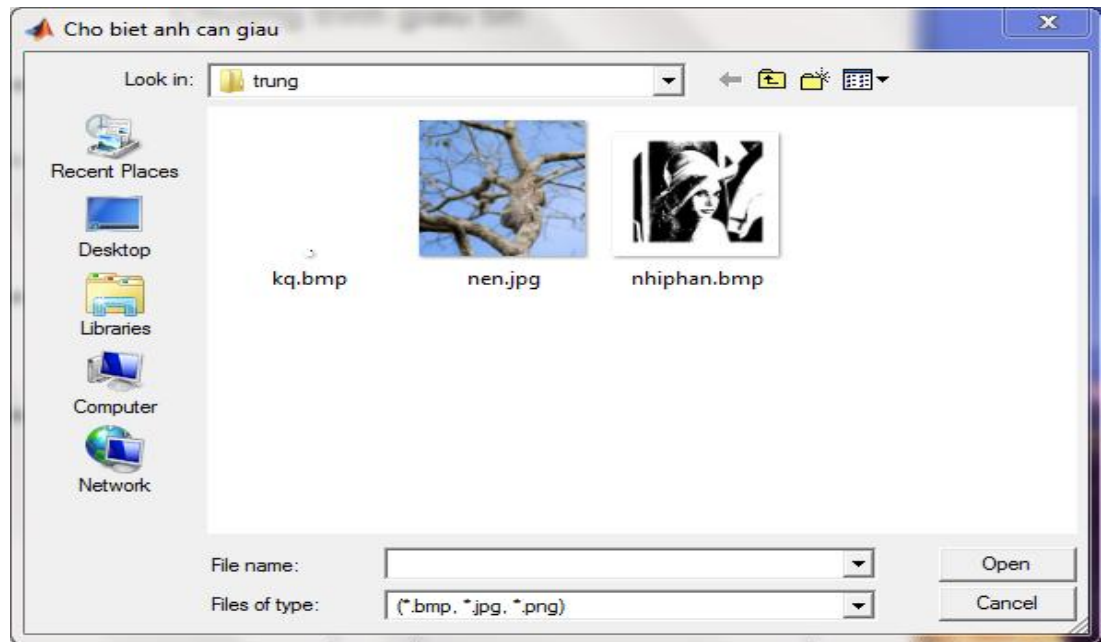 Cho biet anh can giau
Look in:
trung
Recent Places
Desktop
Libraries
Computer
Network
kq.bmp
nen.jpg
nhiphan.bmp
File name:
Open
Files of type:
(*.bmp, *.jpg, *.png)
Cancel